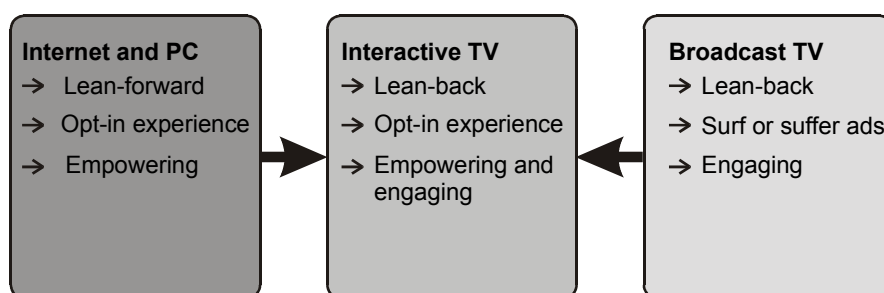 Internet and PC
→ Lean-forward
→ Opt-in experience
→ Empowering
Interactive TV
→ Lean-back
→ Opt-in experience
→ Empowering and
engaging
Broadcast TV
→ Lean-back
→ Surf or suffer ads
→ Engaging